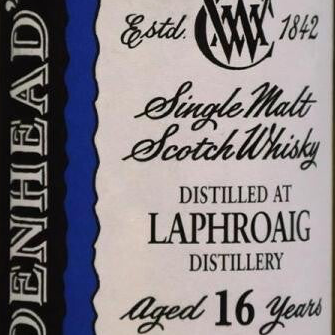 Estd. 1842
Single Malt
Scotch Whisky
DISTILLED AT
LAPHROAIG
DISTILLERY
Aged 16 Years
DENHEAD'